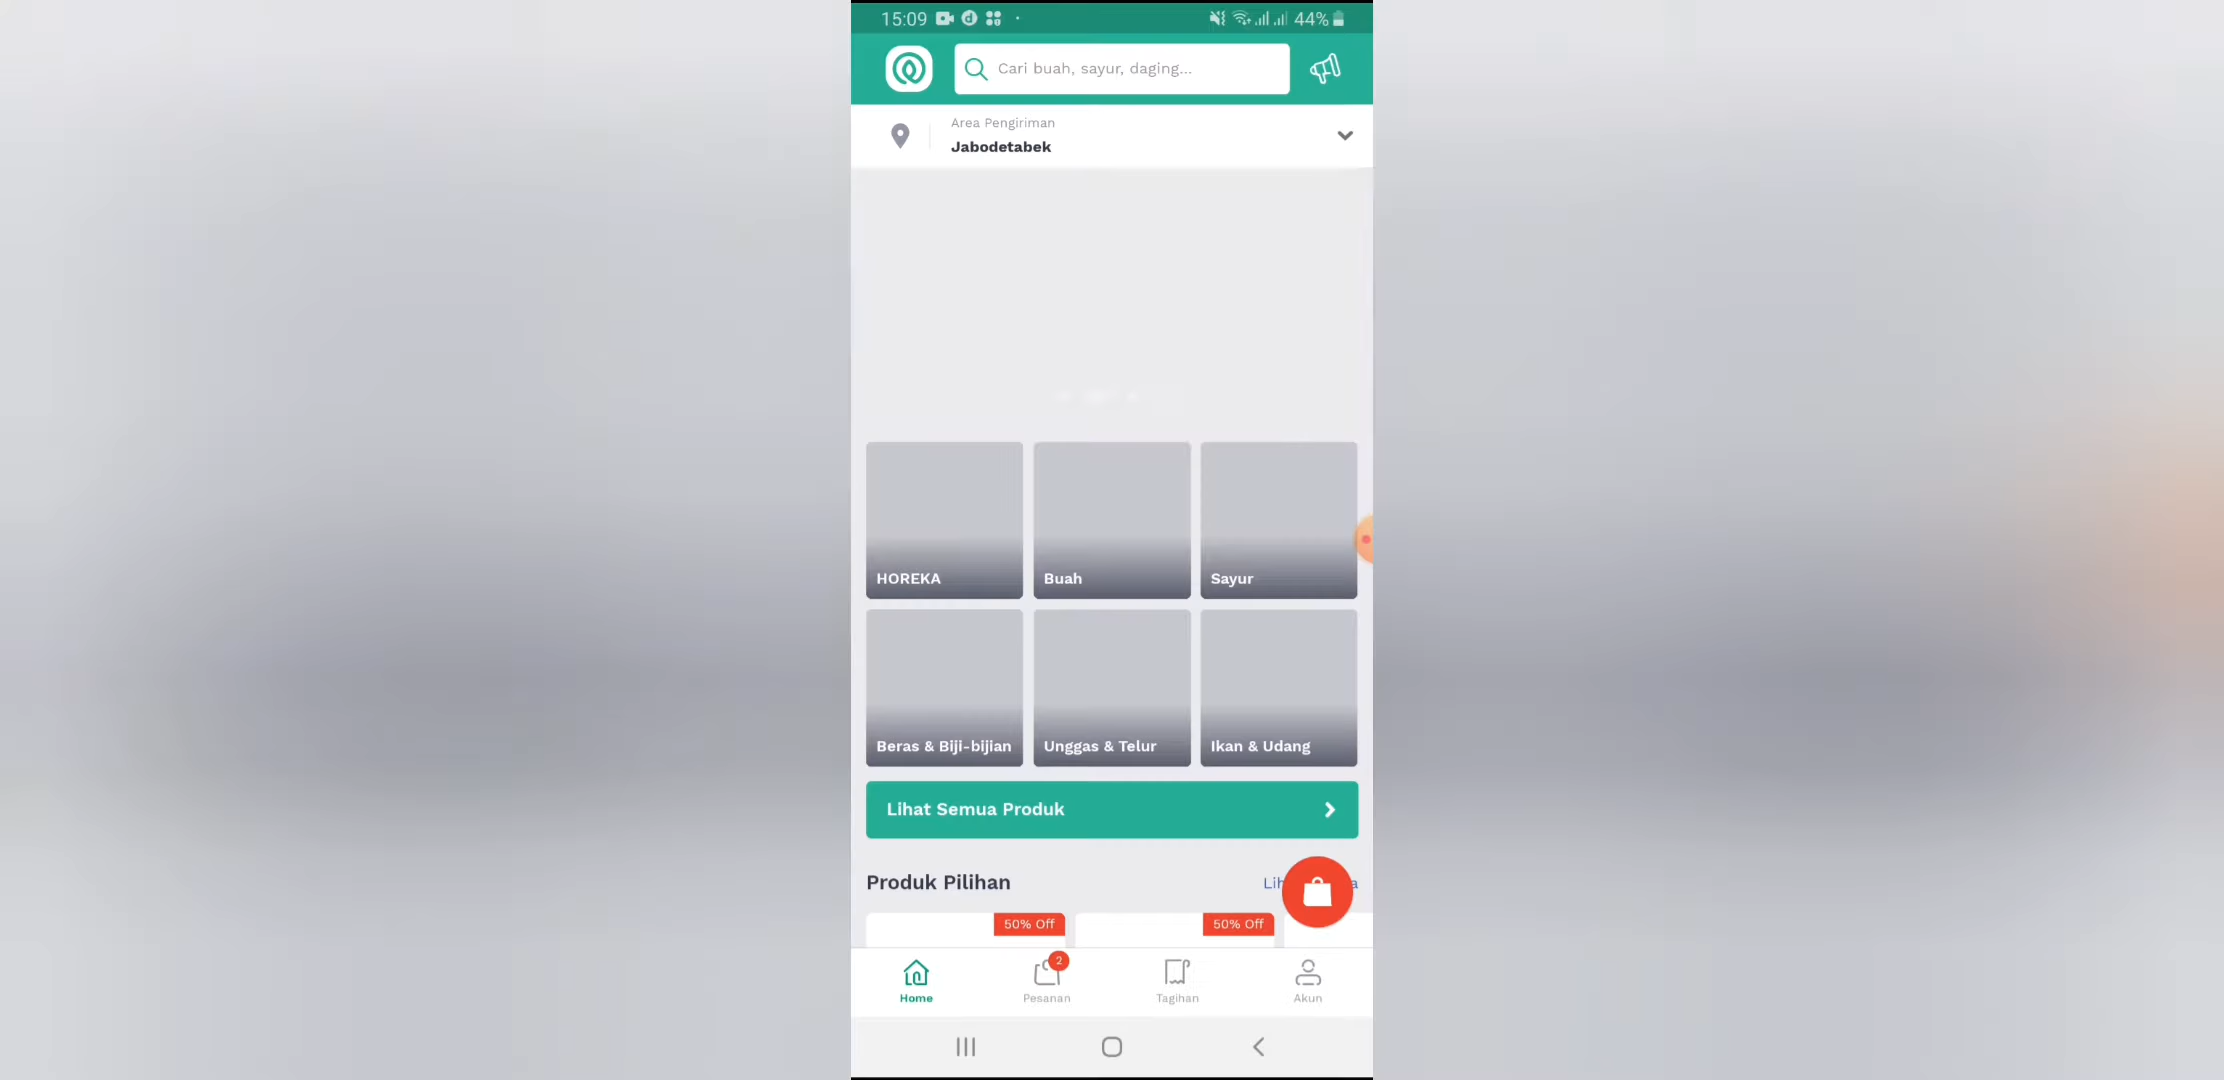 15:09
44%
Cari buah, sayur, daging...
Area Pengiriman
Jabodetabek
HOREKA
Buah
Sayur
Beras & Biji-bijian
Unggas & Telur
Ikan & Udang
Lihat Semua Produk
Produk Pilihan
50% Off
50% Off
2
Home
Pesanan
Tagihan
Akun